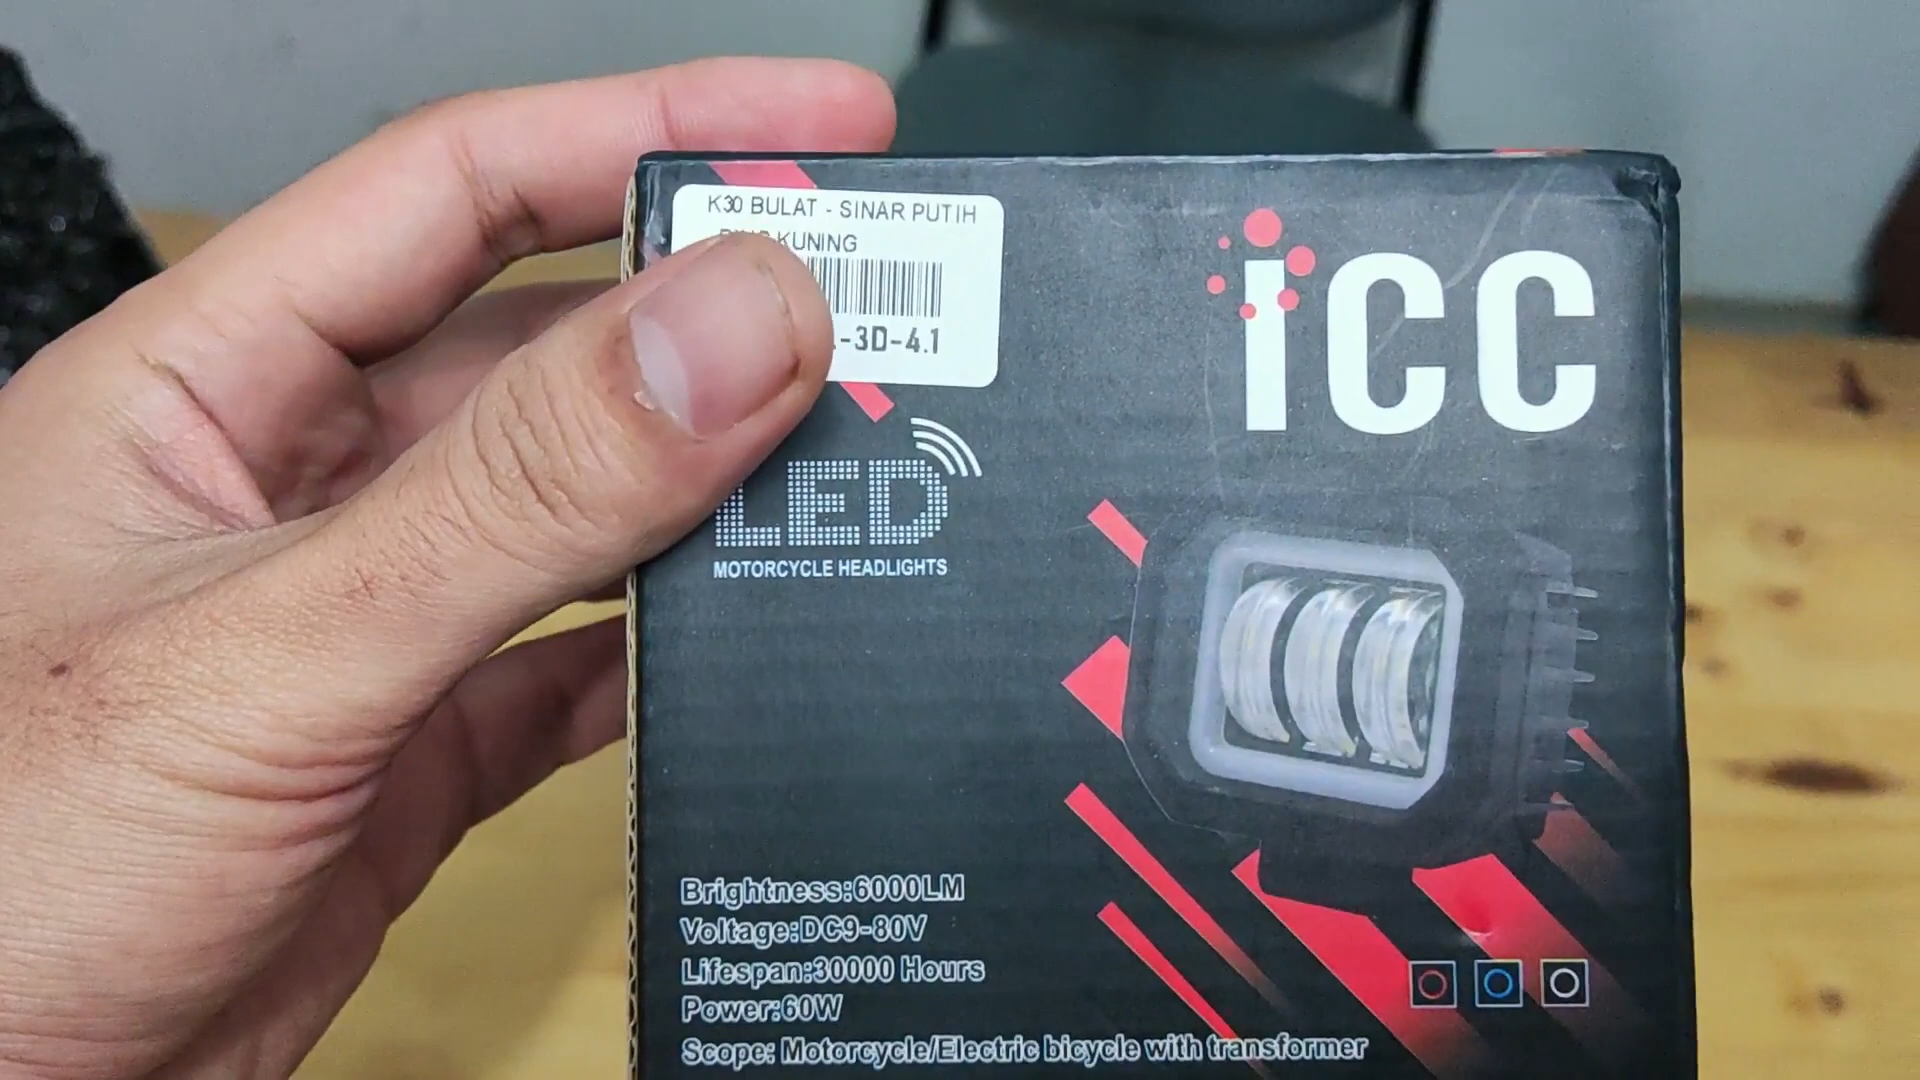 K30 BULAT - SINAR PUTIH
KUNING
-3D-4.1
iCC
LED
MOTORCYCLE HEADLIGHTS
Brightness:6000LM
Voltage:DC9-80V
Lifespan:30000 Hours
Power:60W
Scope: Motorcycle/Electric bicycle with transformer